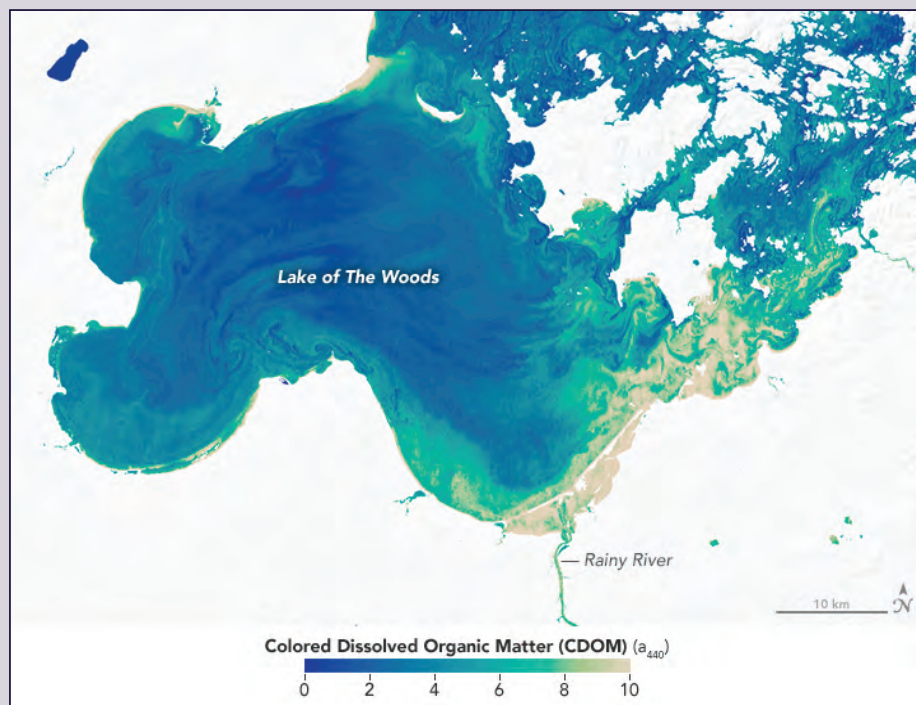 Lake of The Woods
Rainy River
10 km
N
Colored Dissolved Organic Matter (CDOM) (a440)
0 2 4 6 8 10